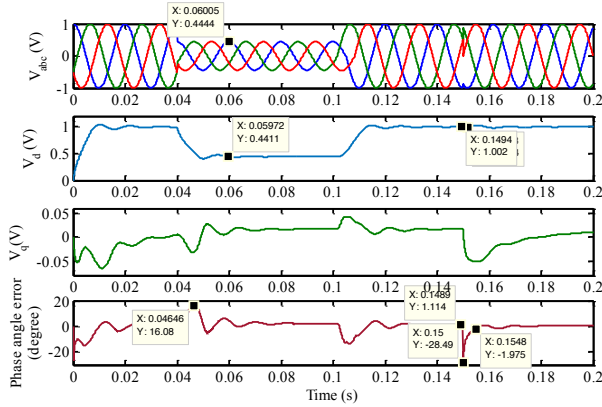 X: 0.06005
Y: 0.4444
1
0
-1
V_abc (V)
0 0.02 0.04 0.06 0.08 0.1 0.12 0.14 0.16 0.18 0.2
X: 0.05972
Y: 0.4411
X: 0.1494
Y: 1.002
1
0
V_d (V)
0 0.02 0.04 0.06 0.08 0.1 0.12 0.14 0.16 0.18 0.2
0.05
0
-0.05
V_q(V)
0 0.02 0.04 0.06 0.08 0.1 0.12 0.14 0.16 0.18 0.2
X: 0.1489
Y: 1.114
X: 0.04646
Y: 16.08
X: 0.15
Y: -28.49
X: 0.1548
Y: -1.975
20
0
-20
Phase angle error
(degree)
0 0.02 0.04 0.06 0.08 0.1 0.12 0.14 0.16 0.18 0.2
Time (s)